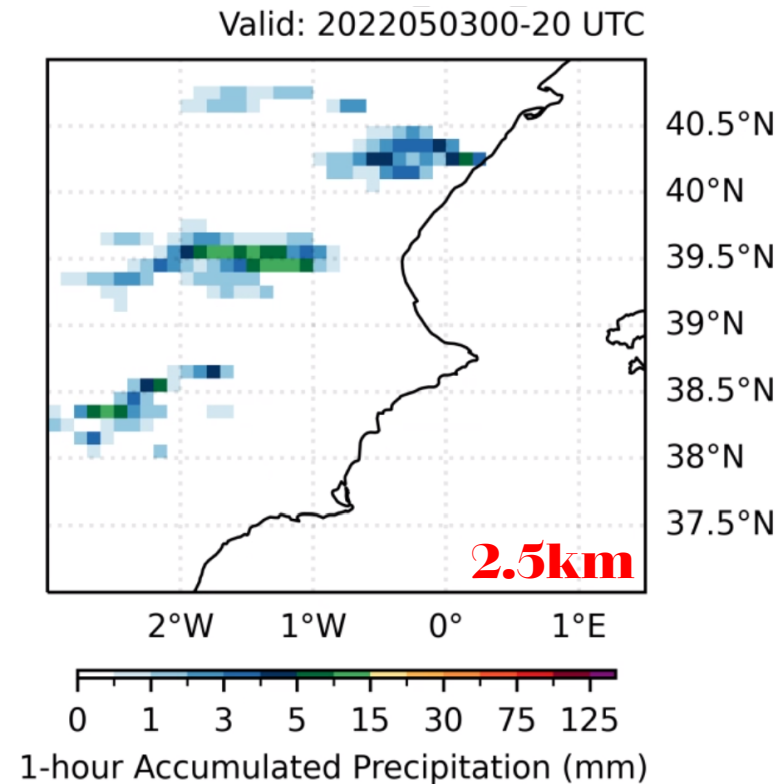 Valid: 2022050300-20 UTC
40.5°N
40°N
39.5°N
39°N
38.5°N
38°N
37.5°N
2.5km
2°W 1°W 0° 1°E
0 1 3 5 15 30 75 125
1-hour Accumulated Precipitation (mm)